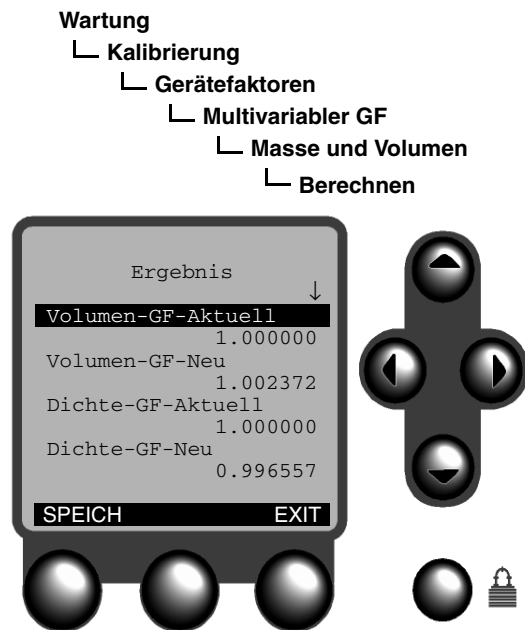 Wartung
Kalibrierung
Gerätefaktoren
Multivariabler GF
Masse und Volumen
Berechnen
Ergebnis
↓
Volumen-GF-Aktuell
1.000000
Volumen-GF-Neu
1.002372
Dichte-GF-Aktuell
1.000000
Dichte-GF-Neu
0.996557
SPEICH EXIT